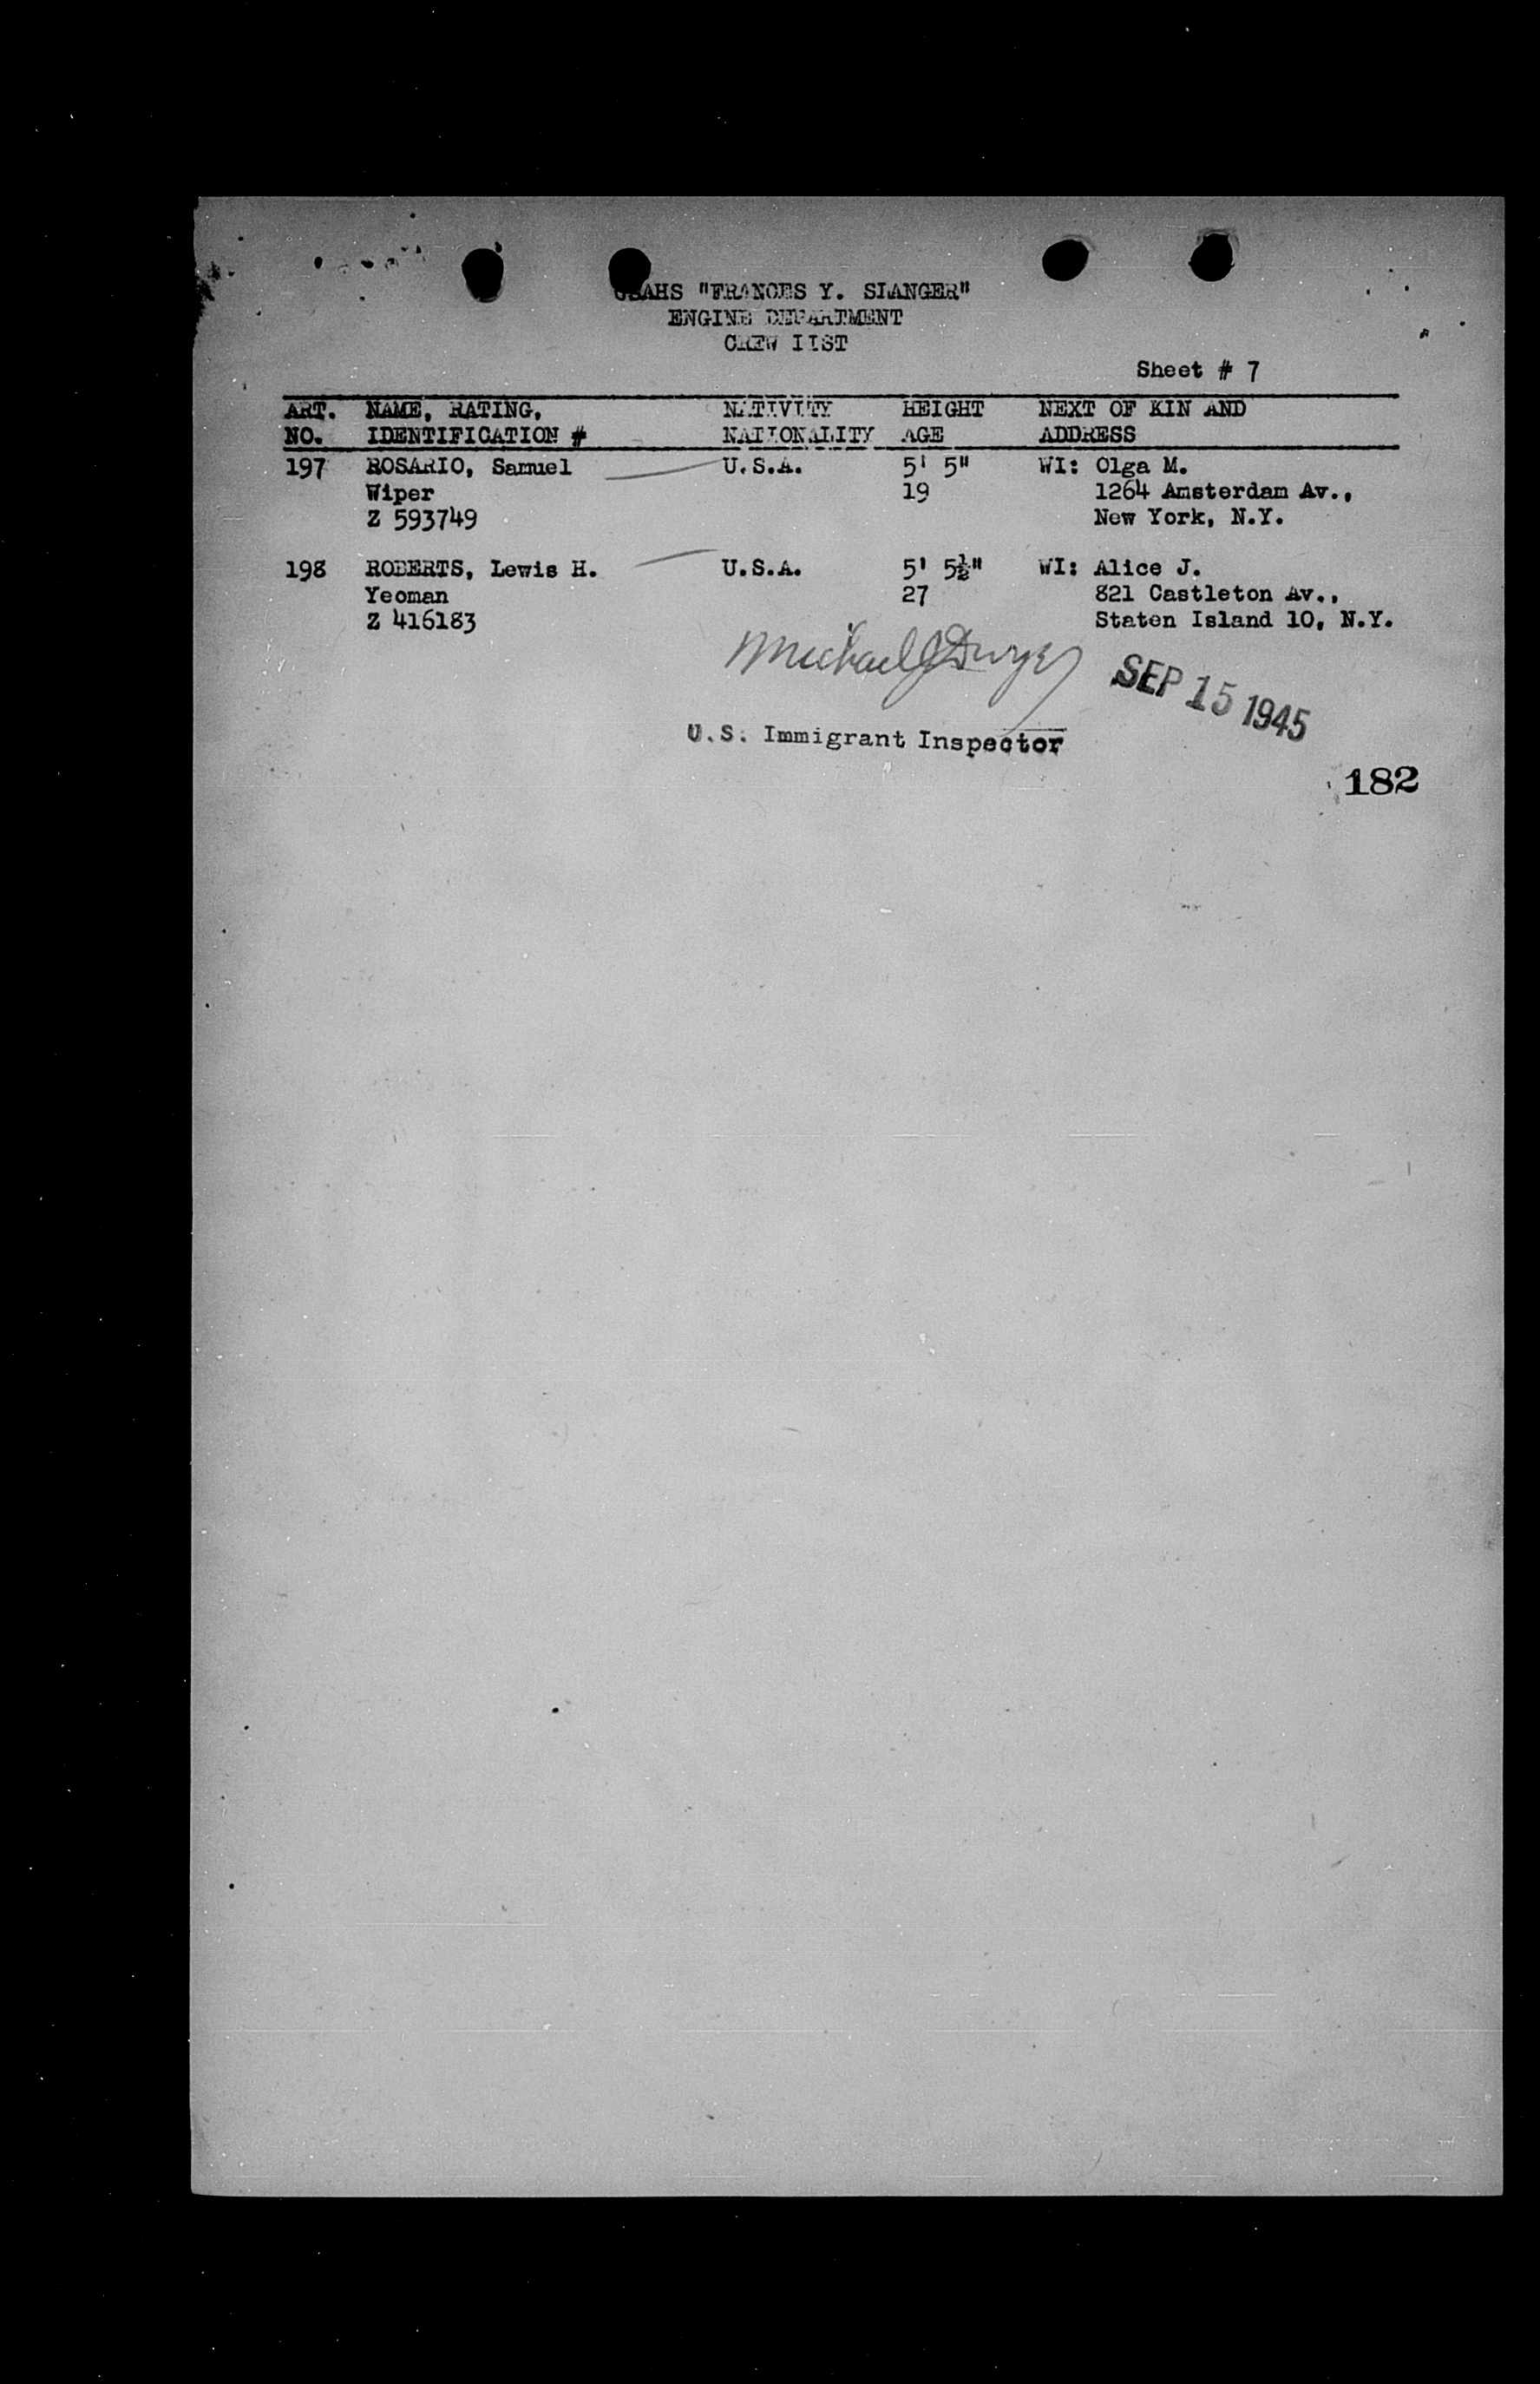 USAHS "FRANCES Y. SLANGER"
ENGINE DEPARTMENT
CREW LIST
Sheet # 7
ART. NAME, RATING, NATIVITY HEIGHT NEXT OF KIN AND
NO. IDENTIFICATION # NATIONALITY AGE ADDRESS
197 ROSARIO, Samuel U.S.A. 5' 5" WI: Olga M.
Wiper 19 1264 Amsterdam Av.,
Z 593749 New York, N.Y.
198 ROBERTS, Lewis H. U.S.A. 5' 5½" WI: Alice J.
Yeoman 27 821 Castleton Av.,
Z 416183 Staten Island 10, N.Y.
Michael J Dwyer
SEP 15 1945
U.S. Immigrant Inspector
182